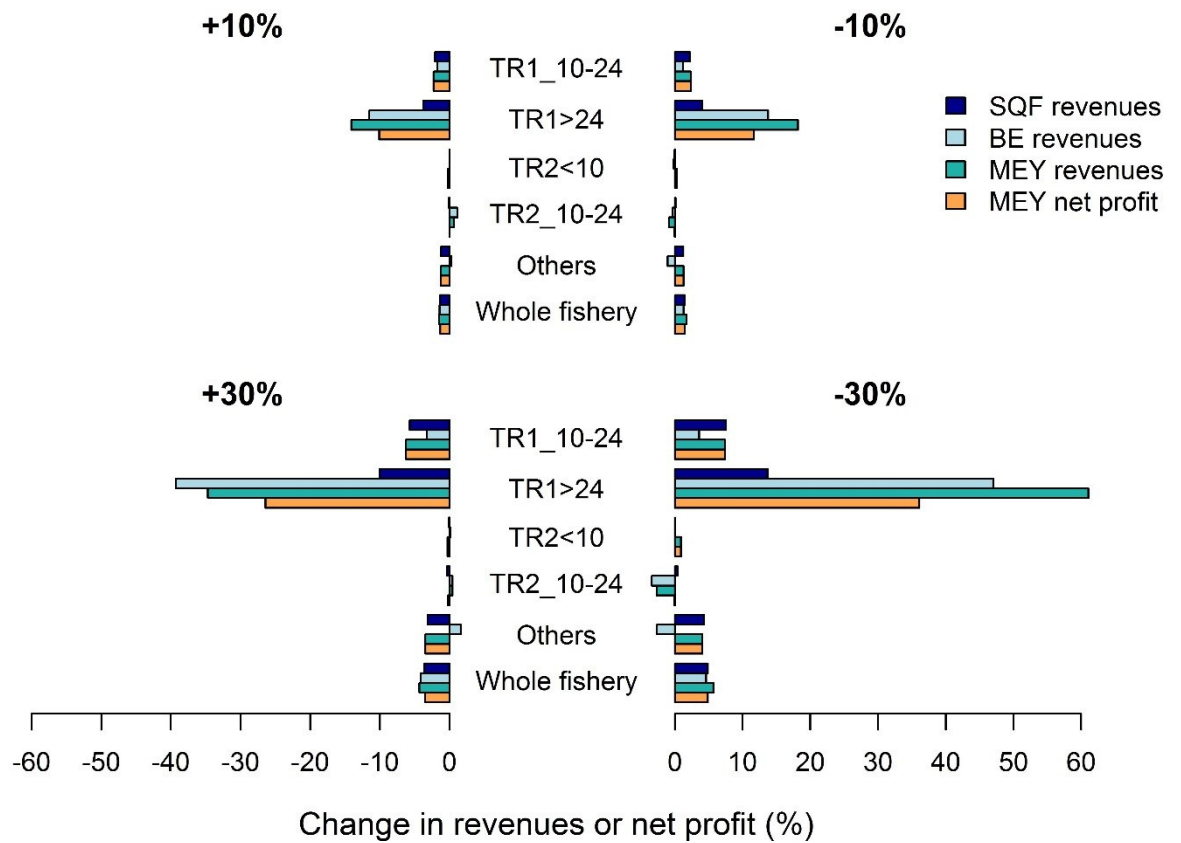 +10%
-10%
TR1_10-24
TR1>24
TR2<10
TR2_10-24
Others
Whole fishery
SQF revenues
BE revenues
MEY revenues
MEY net profit
+30%
-30%
TR1_10-24
TR1>24
TR2<10
TR2_10-24
Others
Whole fishery
-60 -50 -40 -30 -20 -10 0
0 10 20 30 40 50 60
Change in revenues or net profit (%)